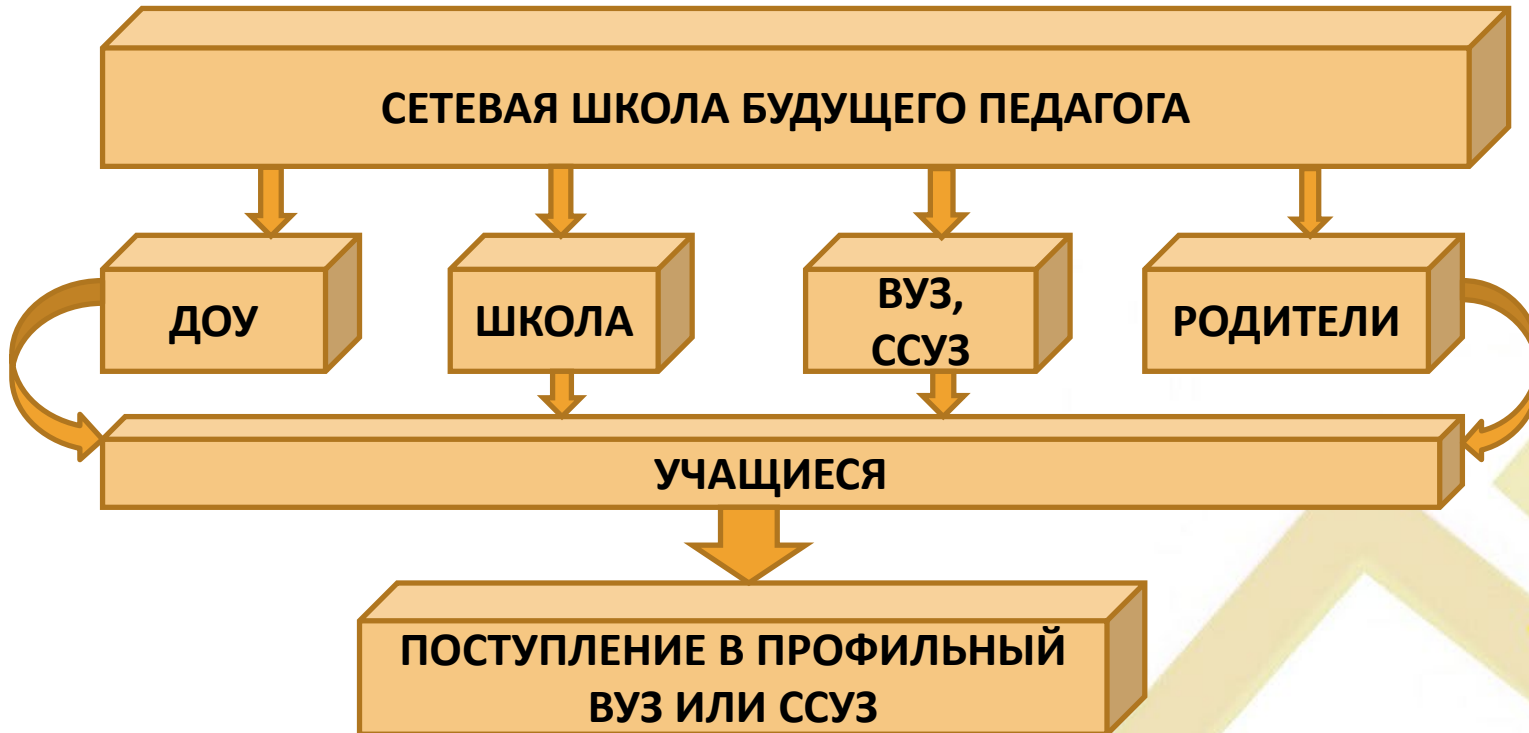 СЕТЕВАЯ ШКОЛА БУДУЩЕГО ПЕДАГОГА
ДОУ
ШКОЛА
ВУЗ,
ССУЗ
РОДИТЕЛИ
УЧАЩИЕСЯ
ПОСТУПЛЕНИЕ В ПРОФИЛЬНЫЙ
ВУЗ ИЛИ ССУЗ